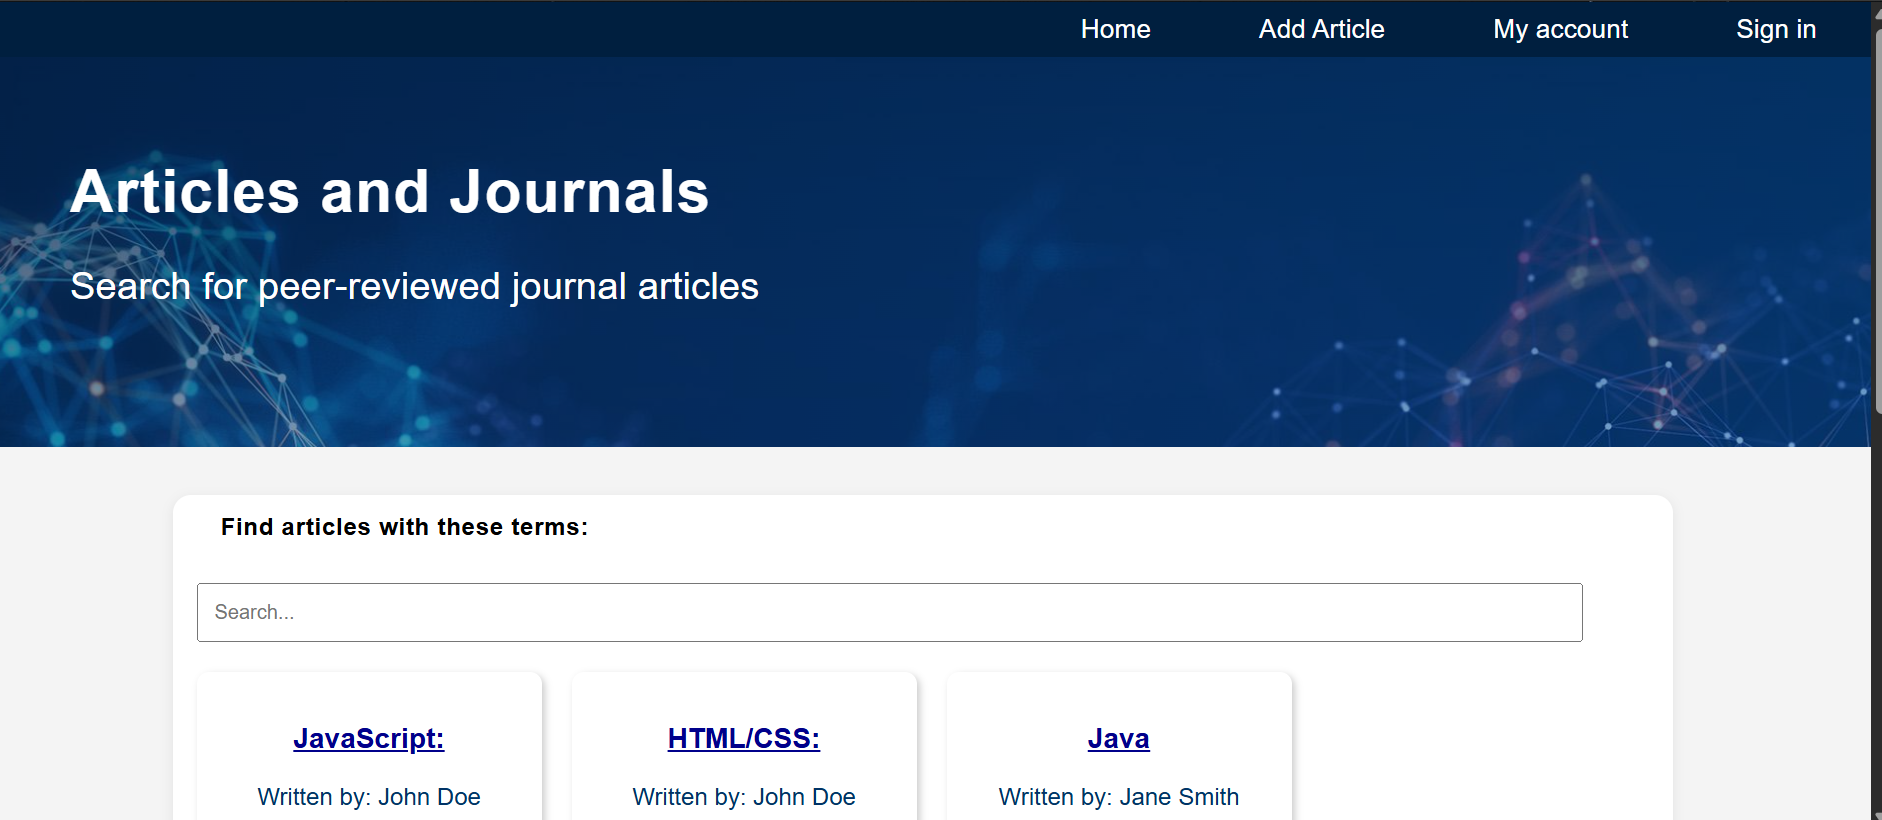 Home Add Article My account Sign in
Articles and Journals
Search for peer-reviewed journal articles
Find articles with these terms:
Search...
JavaScript: HTML/CSS: Java
Written by: John Doe Written by: John Doe Written by: Jane Smith